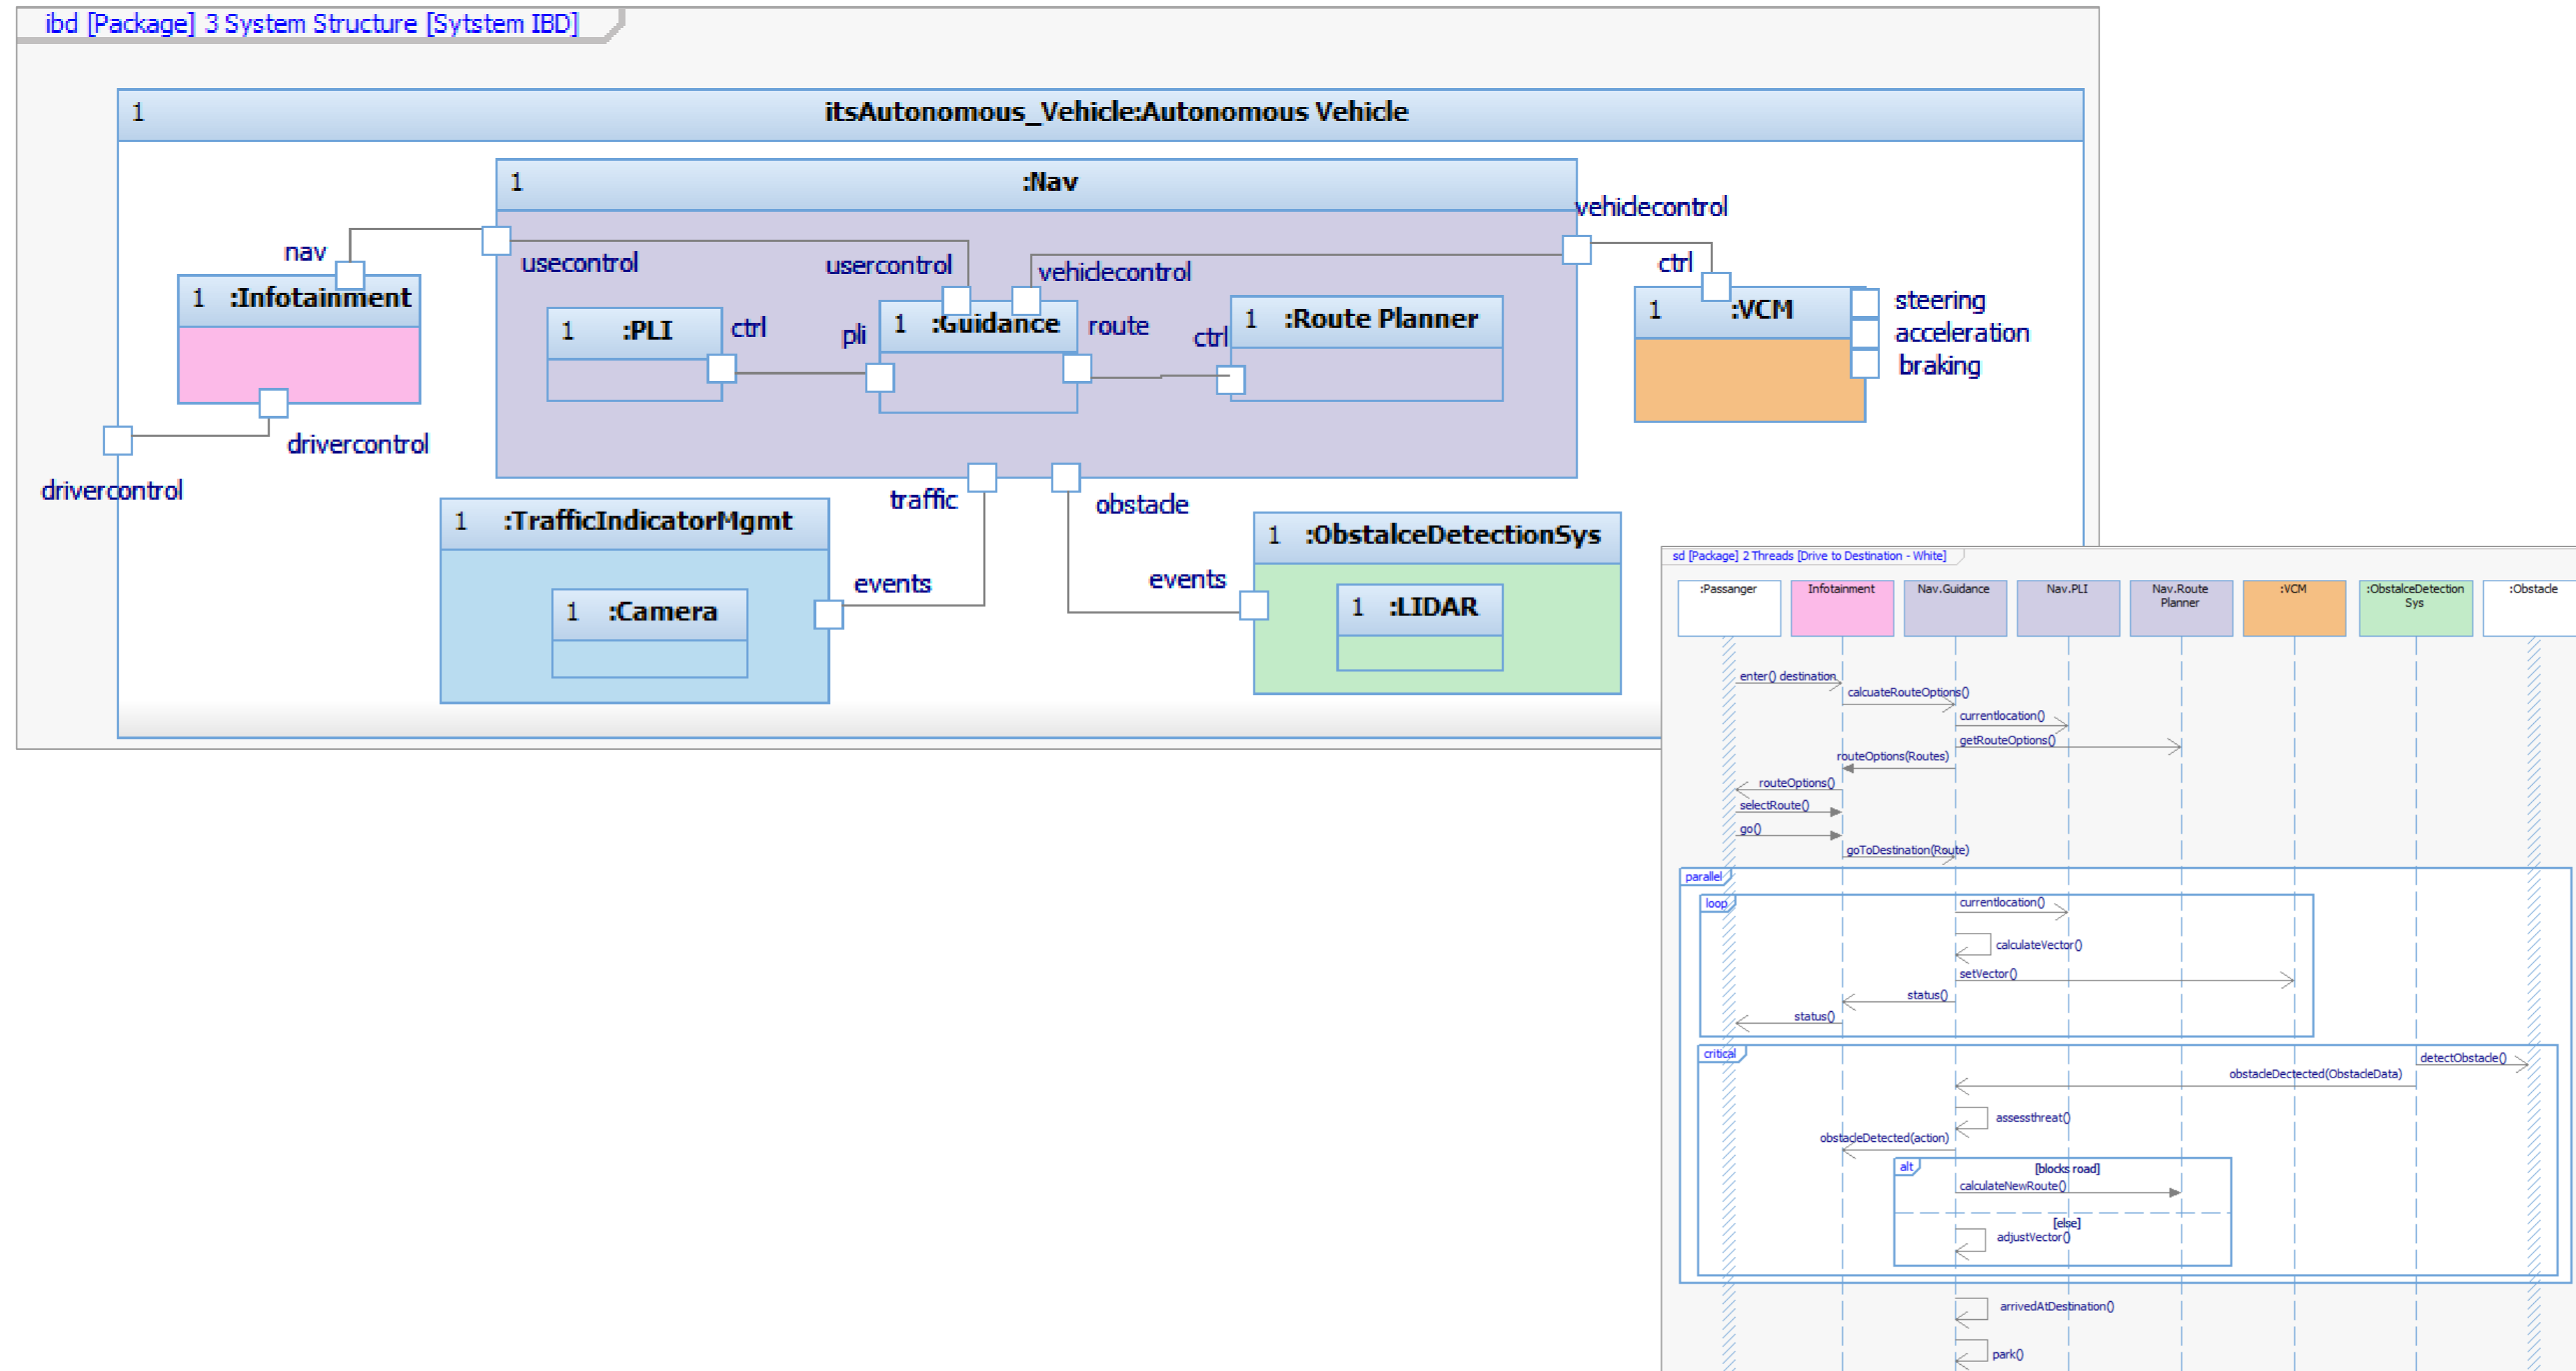 ibd [Package] 3 System Structure [Sytstem IBD]
1 itsAutonomous_Vehicle:Autonomous Vehicle
1 :Nav
vehiclecontrol
nav
usecontrol
usercontrol
vehiclecontrol
ctrl
1 :Infotainment
1 :PLI
ctrl
pli
1 :Guidance
route
ctrl
1 :Route Planner
1 :VCM
steering
acceleration
braking
drivercontrol
drivercontrol
traffic
obstacle
1 :TrafficIndicatorMgmt
events
1 :Camera
1 :ObstalceDetectionSys
events
1 :LIDAR
sd [Package] 2 Threads [Drive to Destination - White]
:Passanger
Infotainment
Nav.Guidance
Nav.PLI
Nav.Route
Planner
:VCM
:ObstalceDetection
Sys
:Obstacle
enter() destination
calcuateRouteOptions()
currentlocation()
getRouteOptions()
routeOptions(Routes)
routeOptions()
selectRoute()
go()
goToDestination(Route)
parallel
loop
currentlocation()
calculateVector()
setVector()
status()
status()
critical
detectObstacle()
obstacleDectected(ObstacleData)
assessthreat()
obstacleDetected(action)
alt
[blocks road]
calculateNewRoute()
[else]
adjustVector()
arrivedAtDestination()
park()